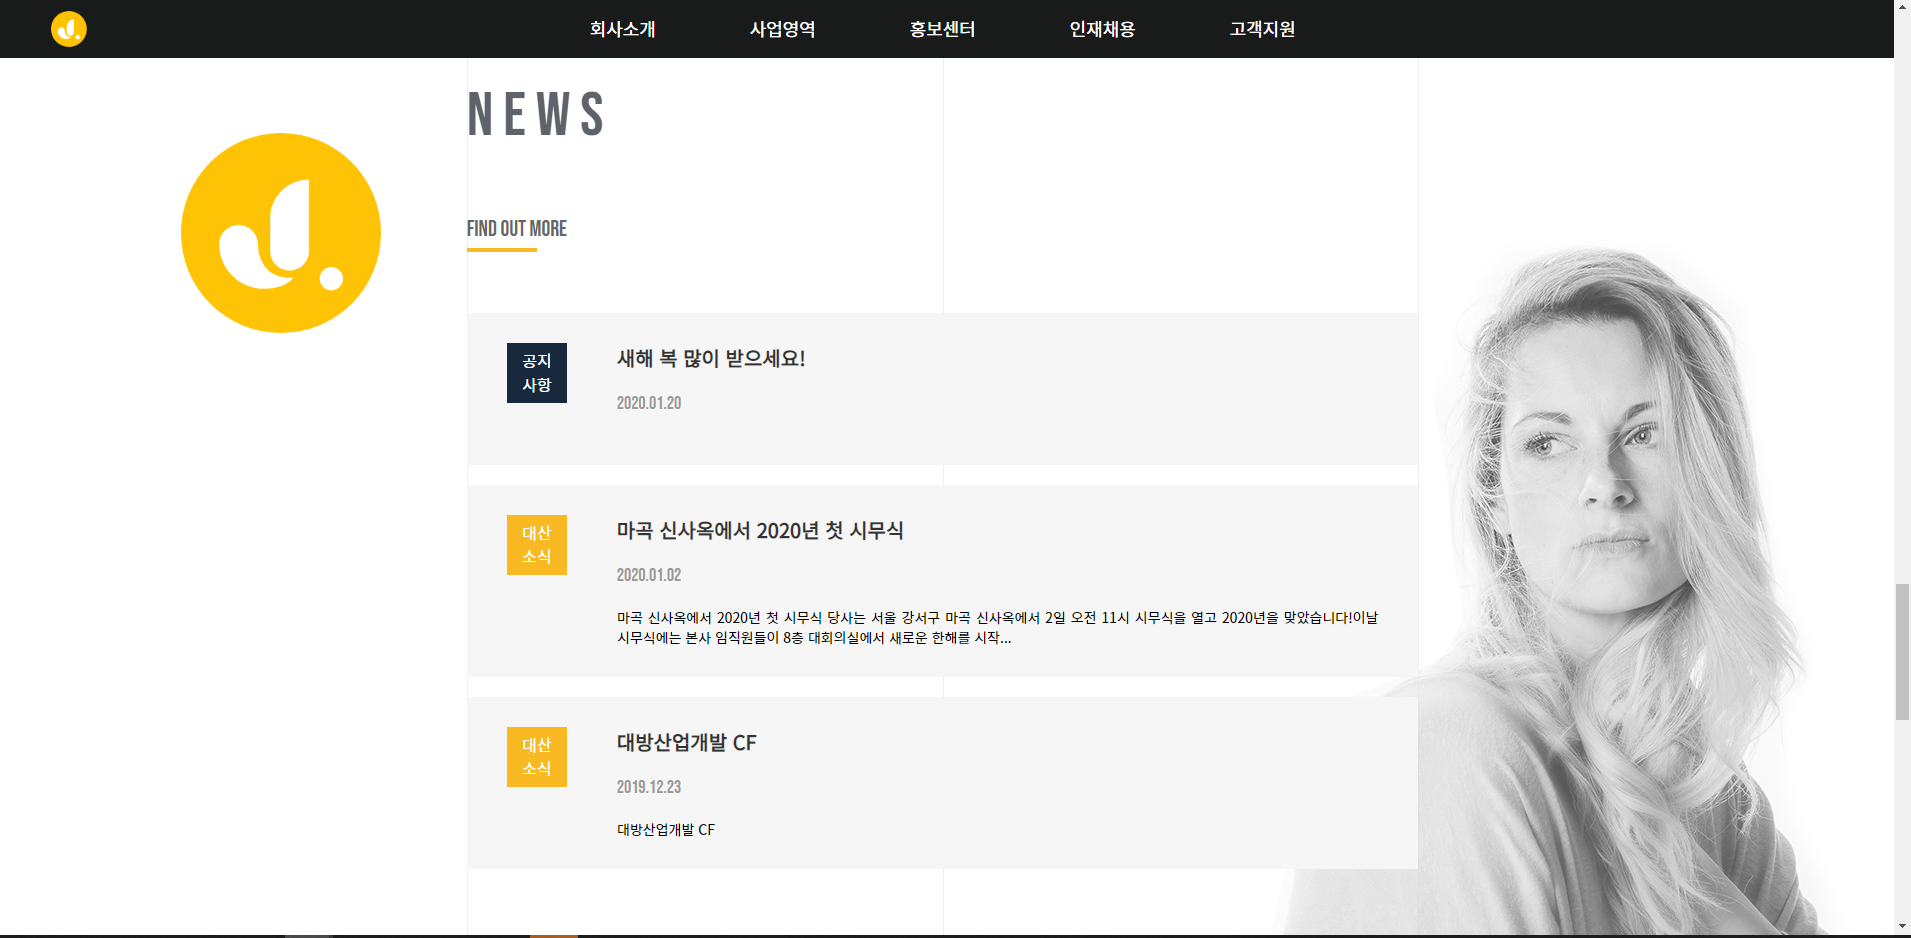 회사소개 사업영역 홍보센터 인재채용 고객지원
NEWS
FIND OUT MORE
공지
사항
새해 복 많이 받으세요!
2020.01.20
대산
소식
마곡 신사옥에서 2020년 첫 시무식
2020.01.02
마곡 신사옥에서 2020년 첫 시무식 당사는 서울 강서구 마곡 신사옥에서 2일 오전 11시 시무식을 열고 2020년을 맞았습니다!이날
시무식에는 본사 임직원들이 8층 대회의실에서 새로운 한해를 시작...
대산
소식
대방산업개발 CF
2019.12.23
대방산업개발 CF